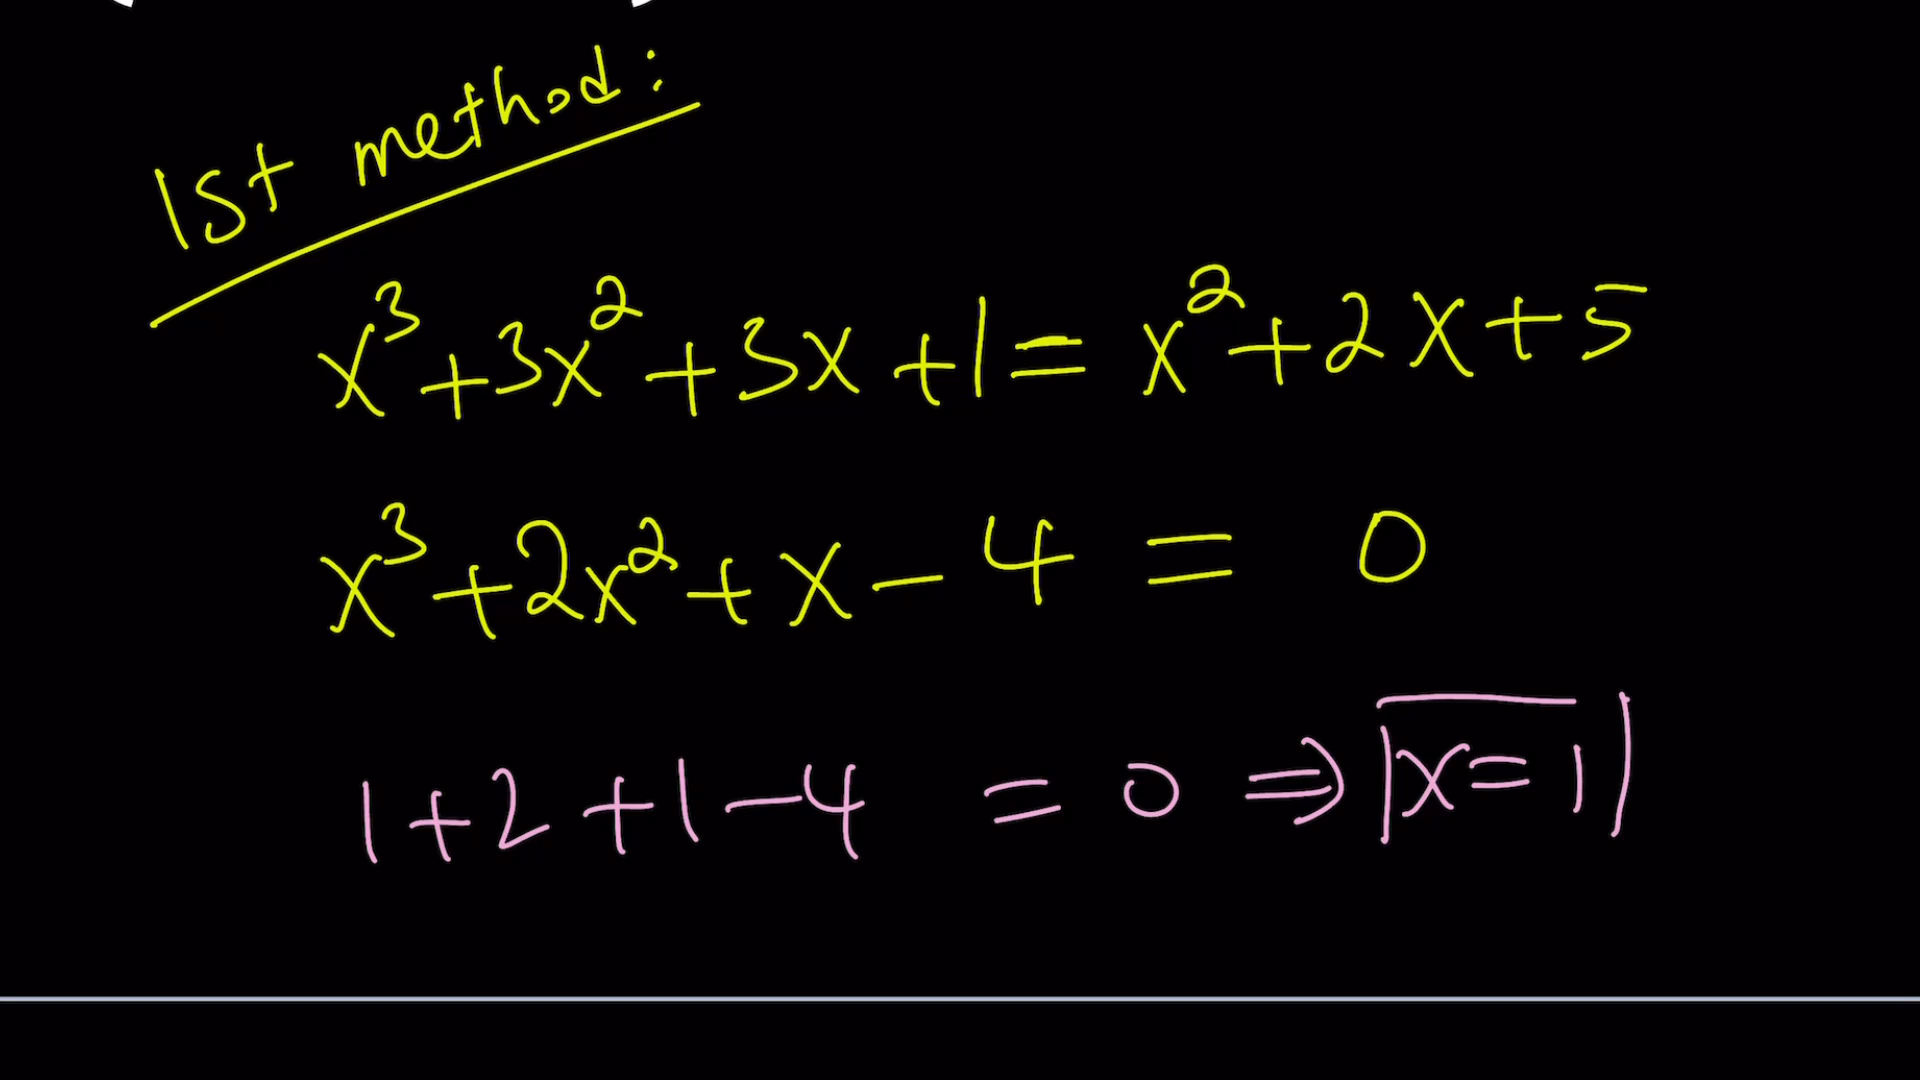 1st method:
x³+3x²+3x+1=x²+2x+5
x³+2x²+x-4=0
1+2+1-4=0⇒|x=1|